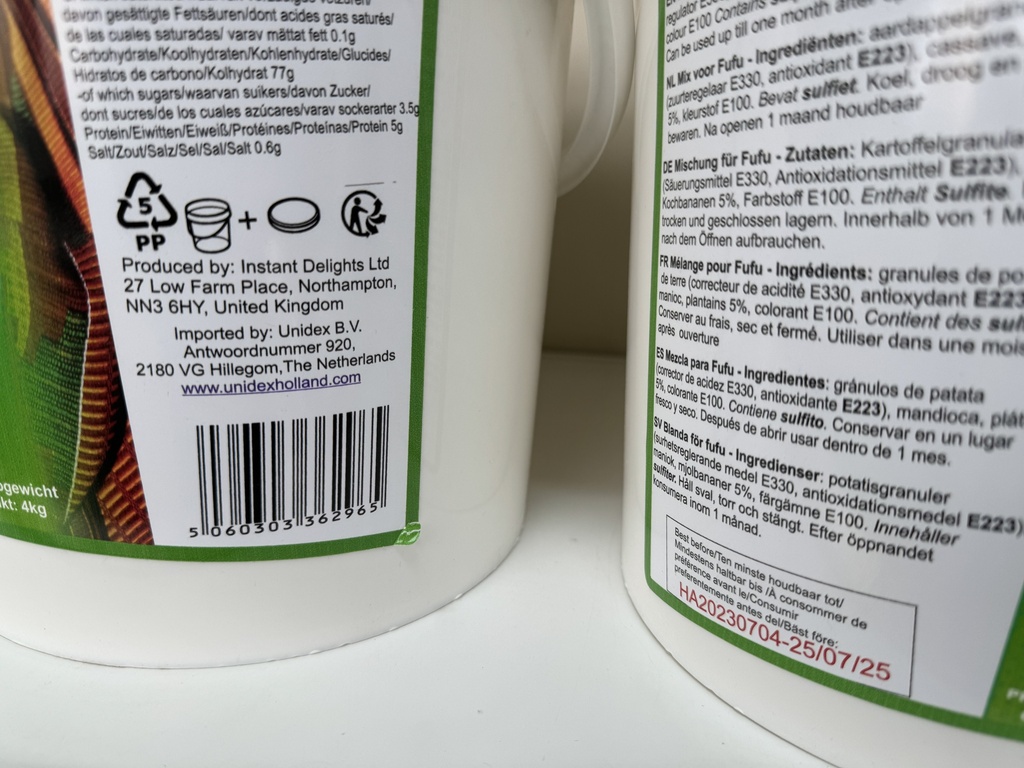 davon gesättigte Fettsäuren/dont acides gras saturés/
de las cuales saturadas/ varav mättat fett 0.1g
Carbohydrate/Koolhydraten/Kohlenhydrate/Glucides/
Hidratos de carbono/Kolhydrat 77g
-of which sugars/waarvan suikers/davon Zucker/
dont sucres/de los cuales azúcares/varav sockerarter 3.5g
Protein/Eiwitten/Eiweiß/Protéines/Proteínas/Protein 5g
Salt/Zout/Salz/Sel/Sal/Salt 0.6g
5
PP
+
Produced by: Instant Delights Ltd
27 Low Farm Place, Northampton,
NN3 6HY, United Kingdom
Imported by: Unidex B.V.
Antwoordnummer 920,
2180 VG Hillegom,The Netherlands
www.unidexholland.com
5 060303 362965
4kg
colour E100 Contains
Can be used up till one month after
NL Mix voor Fufu - Ingrediënten: aardappelgran
(zuurteregelaar E330, antioxidant E223), cassave,
5%, kleurstof E100. Bevat sulfiet. Koel, droog en
bewaren. Na openen 1 maand houdbaar
DE Mischung für Fufu - Zutaten: Kartoffelgranula
(Säuerungsmittel E330, Antioxidationsmittel E223),
Kochbananen 5%, Farbstoff E100. Enthält Sulfite.
trocken und geschlossen lagern. Innerhalb von 1 M
nach dem Öffnen aufbrauchen.
FR Mélange pour Fufu - Ingrédients: granules de po
de terre (correcteur de acidité E330, antioxydant E223
manioc, plantains 5%, colorant E100. Contient des sul
Conserver au frais, sec et fermé. Utiliser dans une mois
après ouverture
ES Mezcla para Fufu - Ingredientes: gránulos de patata
(corrector de acidez E330, antioxidante E223), mandioca, plát
5%, colorante E100. Contiene sulfito. Conservar en un lugar
fresco y seco. Después de abrir usar dentro de 1 mes.
SV Blanda för fufu - Ingredienser: potatisgranuler
(surhetsreglerande medel E330, antioxidationsmedel E223)
maniok, mjölbananer 5%, färgämne E100. Innehåller
sulfiter. Håll sval, torr och stängt. Efter öppnandet
konsumera inom 1 månad.
Best before/Ten minste houdbaar tot/
Mindestens haltbar bis /À consommer de
préférence avant le/Consumir
preferentemente antes del/Bäst före:
HA20230704-25/07/25